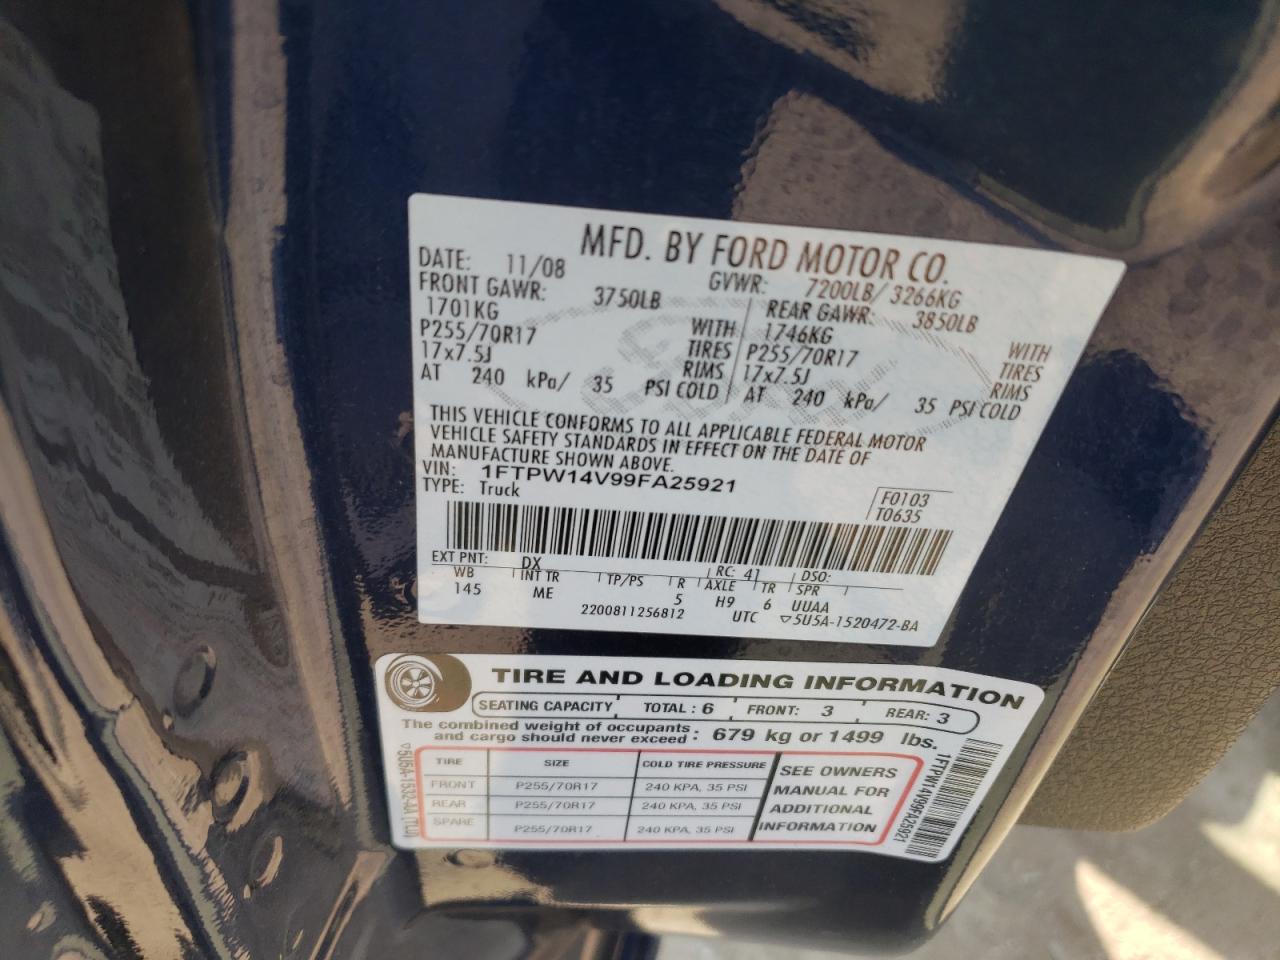 MFD. BY FORD MOTOR CO.
DATE: 11/08 GVWR: 7200LB/ 3266KG
FRONT GAWR: 3750LB REAR GAWR: 3850LB
1701KG WITH 1746KG WITH
P255/70R17 TIRES P255/70R17 TIRES
17x7.5J RIMS 17x7.5J RIMS
AT 240 kPa/ 35 PSI COLD AT 240 kPa/ 35 PSI COLD
THIS VEHICLE CONFORMS TO ALL APPLICABLE FEDERAL MOTOR
VEHICLE SAFETY STANDARDS IN EFFECT ON THE DATE OF
MANUFACTURE SHOWN ABOVE.
VIN: 1FTPW14V99FA25921
TYPE: Truck
F0103
T0635
EXT PNT: DX RC: 41 DSO:
WB INT TR TP/PS R AXLE TR SPR
145 ME 5 H9 6 UUAA
2200811256812 UTC ▽5U5A-1520472-BA
TIRE AND LOADING INFORMATION
SEATING CAPACITY TOTAL : 6 FRONT: 3 REAR: 3
The combined weight of occupants
and cargo should never exceed : 679 kg or 1499 lbs.
TIRE SIZE COLD TIRE PRESSURE
FRONT P255/70R17 240 KPA, 35 PSI
REAR P255/70R17 240 KPA, 35 PSI
SPARE P255/70R17 240 KPA, 35 PSI
SEE OWNERS
MANUAL FOR
ADDITIONAL
INFORMATION
1FTPW14V99FA25921